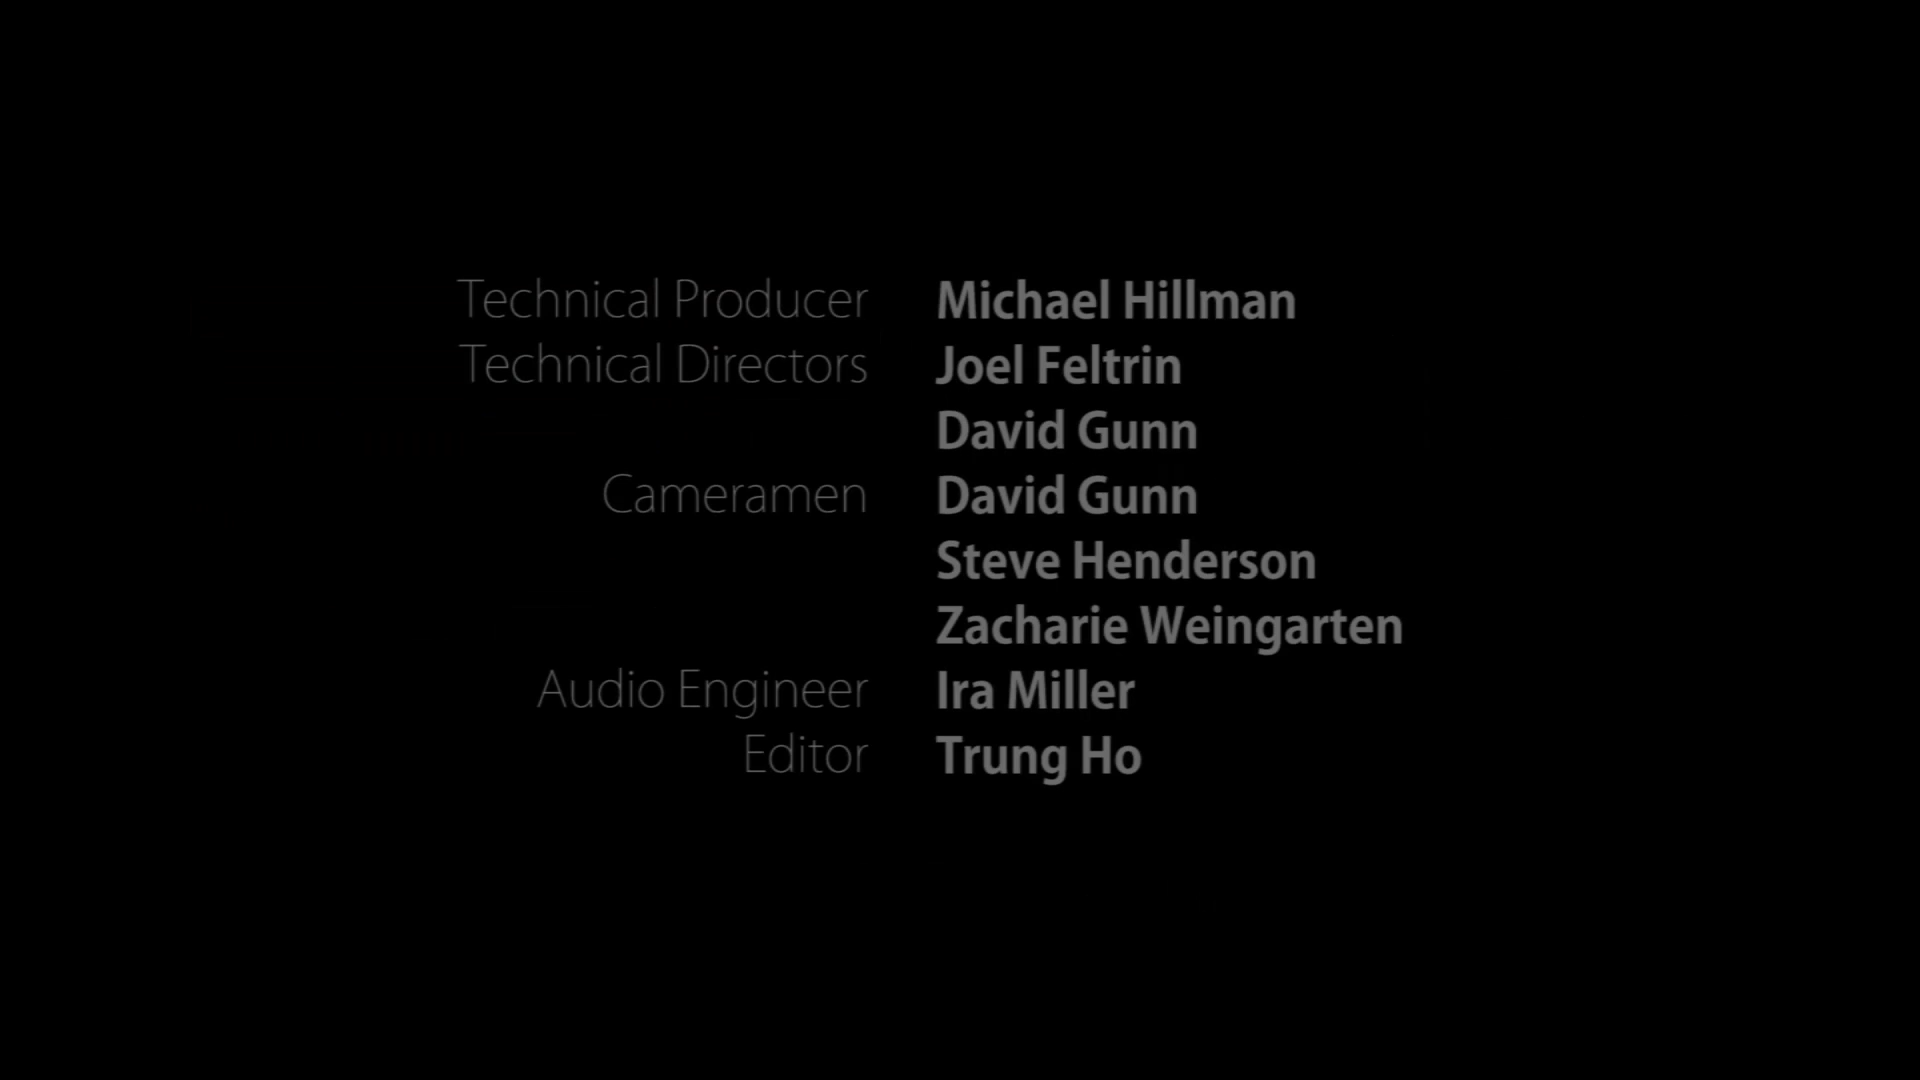 Technical Producer Michael Hillman
Technical Directors Joel Feltrin
David Gunn
Cameramen David Gunn
Steve Henderson
Zacharie Weingarten
Audio Engineer Ira Miller
Editor Trung Ho